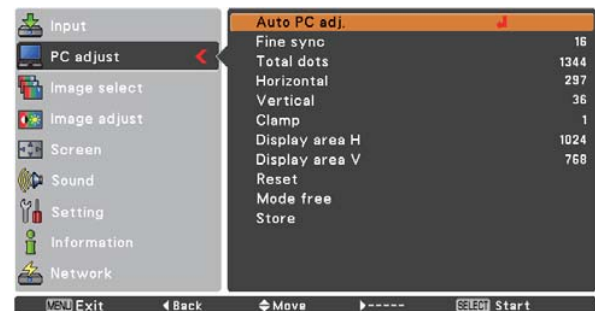 Input
PC adjust
Image select
Image adjust
Screen
Sound
Setting
Information
Network
Auto PC adj.
Fine sync 16
Total dots 1344
Horizontal 297
Vertical 36
Clamp 1
Display area H 1024
Display area V 768
Reset
Mode free
Store
MENU Exit Back Move ----- SELECT Start